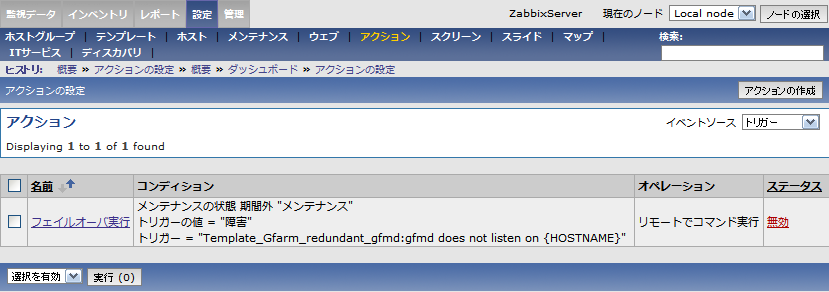 監視データ インベントリ レポート 設定 管理 ZabbixServer 現在のノード Local node ノードの選択
ホストグループ | テンプレート | ホスト | メンテナンス | ウェブ | アクション | スクリーン | スライド | マップ | 検索:
ITサービス | ディスカバリ
ヒストリ: 概要 » アクションの設定 » 概要 » ダッシュボード » アクションの設定
アクションの設定 アクションの作成
アクション イベントソース トリガー
Displaying 1 to 1 of 1 found
名前 コンディション オペレーション ステータス
メンテナンスの状態 期間外 "メンテナンス"
フェイルオーバ実行 トリガーの値 = "障害" リモートでコマンド実行 無効
トリガー = "Template_Gfarm_redundant_gfmd:gfmd does not listen on {HOSTNAME}"
選択を有効 実行 (0)